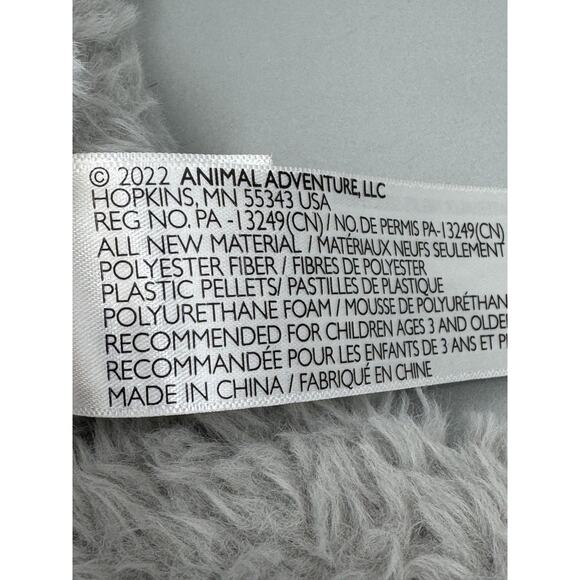 © 2022 ANIMAL ADVENTURE, LLC
HOPKINS, MN 55343 USA
REG NO. PA -13249(CN) / NO. DE PERMIS PA-13249(CN)
ALL NEW MATERIAL / MATÉRIAUX NEUFS SEULEMENT
POLYESTER FIBER / FIBRES DE POLYESTER
PLASTIC PELLETS/ PASTILLES DE PLASTIQUE
POLYURETHANE FOAM / MOUSSE DE POLYURÉTHAN
RECOMMENDED FOR CHILDREN AGES 3 AND OLDER
RECOMMANDÉE POUR LES ENFANTS DE 3 ANS ET P
MADE IN CHINA / FABRIQUÉ EN CHINE